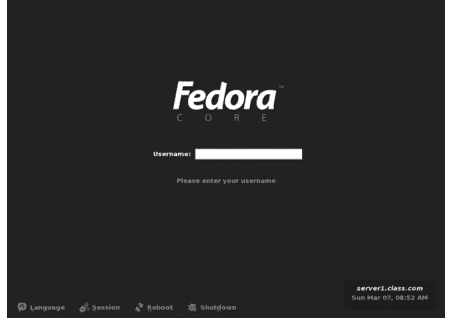 Fedora™
CORE
Username:
Please enter your username
server1.class.com
Sun Mar 07, 08:52 AM
Language Session Reboot Shutdown